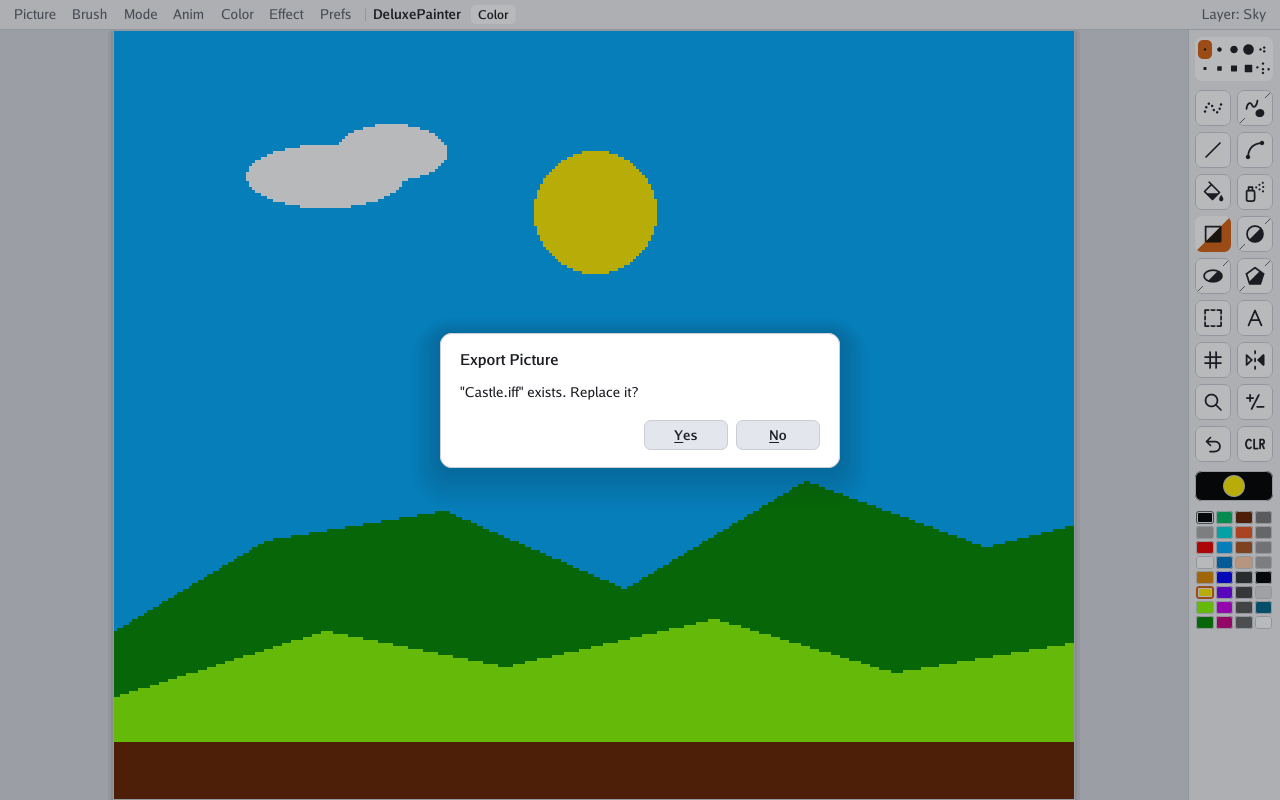 Picture Brush Mode Anim Color Effect Prefs DeluxePainter Color Layer: Sky
Export Picture
"Castle.iff" exists. Replace it?
Yes No
A
CLR